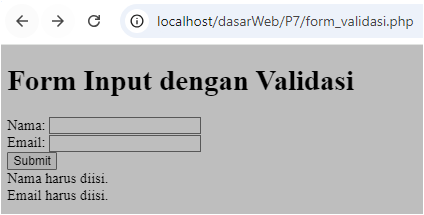 localhost/dasarWeb/P7/form_validasi.php
Form Input dengan Validasi
Nama:
Email:
Submit
Nama harus diisi.
Email harus diisi.